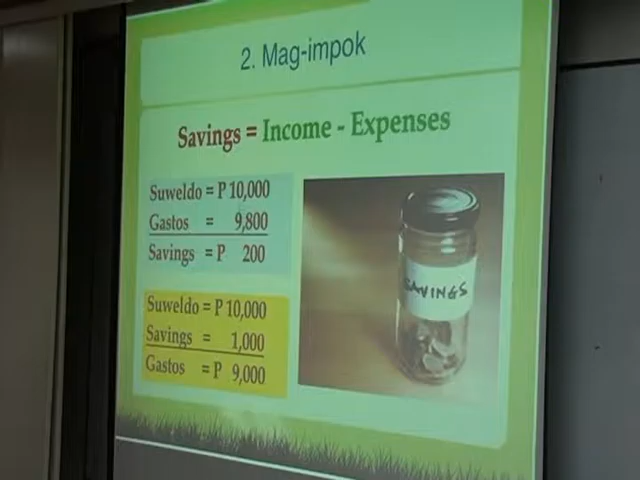 2. Mag-impok
Savings = Income - Expenses
Suweldo = P 10,000
Gastos = 9,800
Savings = P 200
Suweldo = P 10,000
Savings = 1,000
Gastos = P 9,000
SAVINGS